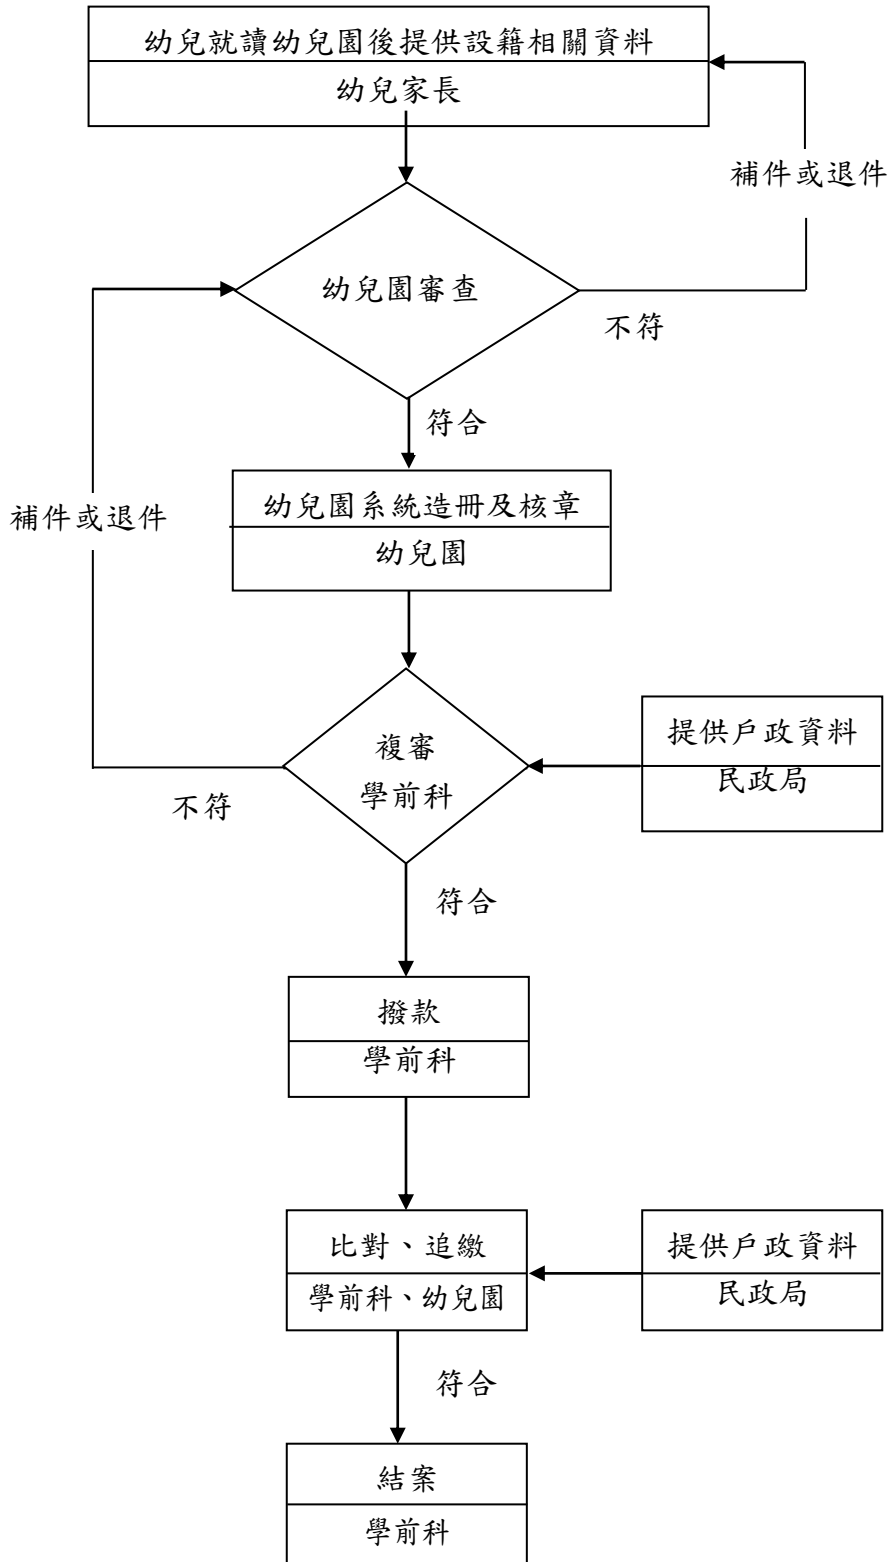 幼兒就讀幼兒園後提供設籍相關資料
幼兒家長
補件或退件
幼兒園審查
不符
符合
幼兒園系統造冊及核章
幼兒園
補件或退件
複審
學前科
提供戶政資料
民政局
不符
符合
撥款
學前科
比對、追繳
學前科、幼兒園
提供戶政資料
民政局
符合
結案
學前科